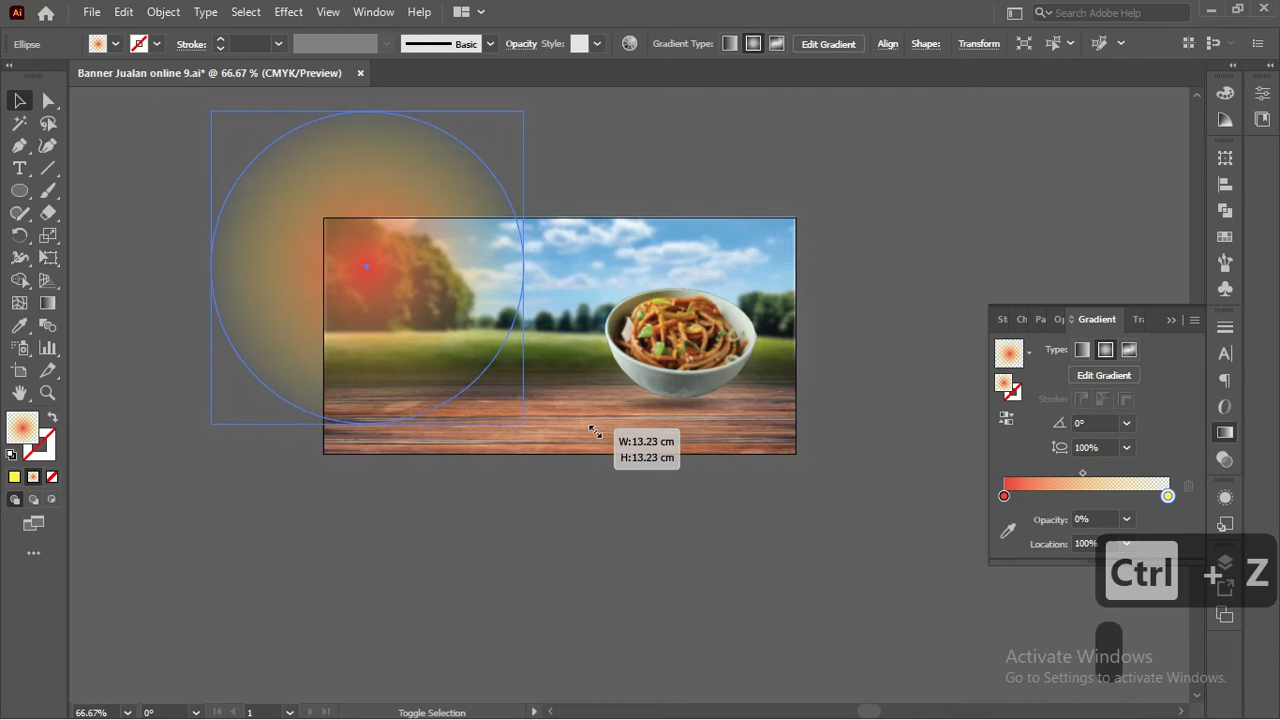 Ai File Edit Object Type Select Effect View Window Help Search Adobe Help
Ellipse Stroke: Basic Opacity Style: Gradient Type: Edit Gradient Align Shape: Transform
Banner Jualan online 9.ai* @ 66.67 % (CMYK/Preview) ×
W:13.23 cm
H:13.23 cm
St Ch Pa Gradient
Type:
Edit Gradient
Stroke:
0°
100%
Opacity: 0%
Location: 100%
Ctrl + Z
Activate Windows
Go to Settings to activate Windows.
66.67% 0° 1 Toggle Selection